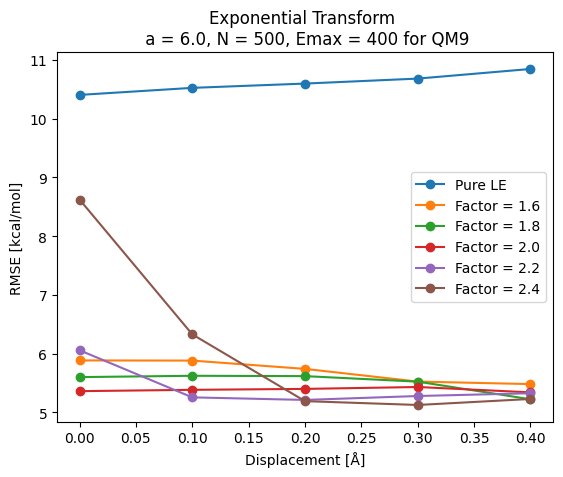 Exponential Transform
a = 6.0, N = 500, Emax = 400 for QM9
RMSE [kcal/mol]
11
10
9
8
7
6
5
Pure LE
Factor = 1.6
Factor = 1.8
Factor = 2.0
Factor = 2.2
Factor = 2.4
0.00 0.05 0.10 0.15 0.20 0.25 0.30 0.35 0.40
Displacement [Å]